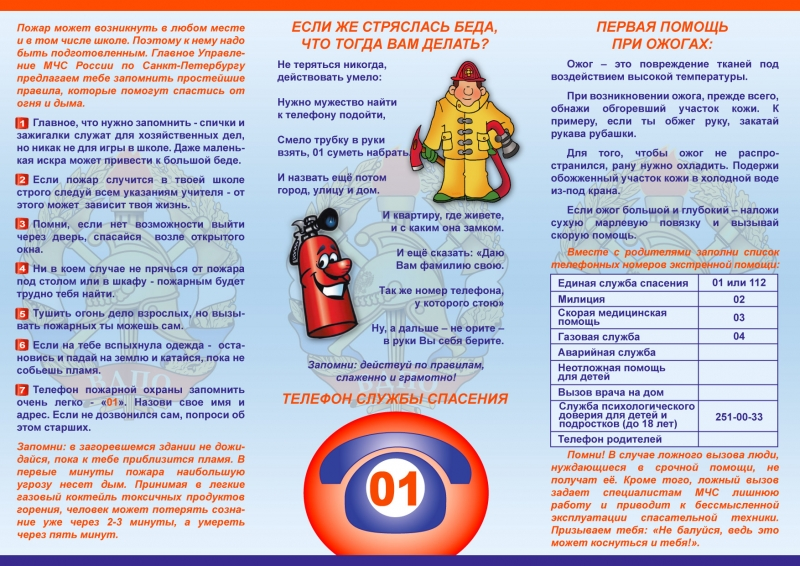 Пожар может возникнуть в любом месте
и в том числе школе. Поэтому к нему надо
быть подготовленным. Главное Управле-
ние МЧС России по Санкт-Петербургу
предлагаем тебе запомнить простейшие
правила, которые помогут спастись от
огня и дыма.
1 Главное, что нужно запомнить - спички и
зажигалки служат для хозяйственных дел,
но никак не для игры в школе. Даже малень-
кая искра может привести к большой беде.
2 Если пожар случится в твоей школе
строго следуй всем указаниям учителя - от
этого может зависит твоя жизнь.
3 Помни, если нет возможности выйти
через дверь, спасайся возле открытого
окна.
4 Ни в коем случае не прячься от пожара
под столом или в шкафу - пожарным будет
трудно тебя найти.
5 Тушить огонь дело взрослых, но вызы-
вать пожарных ты можешь сам.
6 Если на тебе вспыхнула одежда - оста-
новись и падай на землю и катайся, пока не
собьешь пламя.
7 Телефон пожарной охраны запомнить
очень легко - «01». Назови свое имя и
адрес. Если не дозвонился сам, попроси об
этом старших.
Запомни: в загоревшемся здании не дожи-
дайся, пока к тебе приблизится пламя. В
первые минуты пожара наибольшую
угрозу несет дым. Принимая в легкие
газовый коктейль токсичных продуктов
горения, человек может потерять созна-
ние уже через 2-3 минуты, а умереть
через пять минут.
ЕСЛИ ЖЕ СТРЯСЛАСЬ БЕДА,
ЧТО ТОГДА ВАМ ДЕЛАТЬ?
Не теряться никогда,
действовать умело:
Нужно мужество найти
к телефону подойти,
Смело трубку в руки
взять, 01 суметь набрать
И назвать ещё потом
город, улицу и дом.
И квартиру, где живете,
и с каким она замком.
И ещё сказать: «Даю
Вам фамилию свою.
Так же номер телефона,
у которого стою»
Ну, а дальше – не орите –
в руки Вы себя берите.
Запомни: действуй по правилам,
слаженно и грамотно!
ВДПО
ТЕЛЕФОН СЛУЖБЫ СПАСЕНИЯ
01
ПЕРВАЯ ПОМОЩЬ
ПРИ ОЖОГАХ:
Ожог – это повреждение тканей под
воздействием высокой температуры.
При возникновении ожога, прежде всего,
обнажи обгоревший участок кожи. К
примеру, если ты обжег руку, закатай
рукава рубашки.
Для того, чтобы ожог не распро-
странился, рану нужно охладить. Подержи
обожженный участок кожи в холодной воде
из-под крана.
Если ожог большой и глубокий – наложи
сухую марлевую повязку и вызывай
скорую помощь.
Вместе с родителями заполни список
телефонных номеров экстренной помощи:
Единая служба спасения 01 или 112
Милиция 02
Скорая медицинская
помощь 03
Газовая служба 04
Аварийная служба
Неотложная помощь
для детей
Вызов врача на дом
Служба психологического
доверия для детей и
подростков (до 18 лет) 251-00-33
Телефон родителей
Помни! В случае ложного вызова люди,
нуждающиеся в срочной помощи, не
получат её. Кроме того, ложный вызов
задает специалистам МЧС лишнюю
работу и приводит к бессмысленной
эксплуатации спасательной техники.
Призываем тебя: «Не балуйся, ведь это
может коснуться и тебя!».